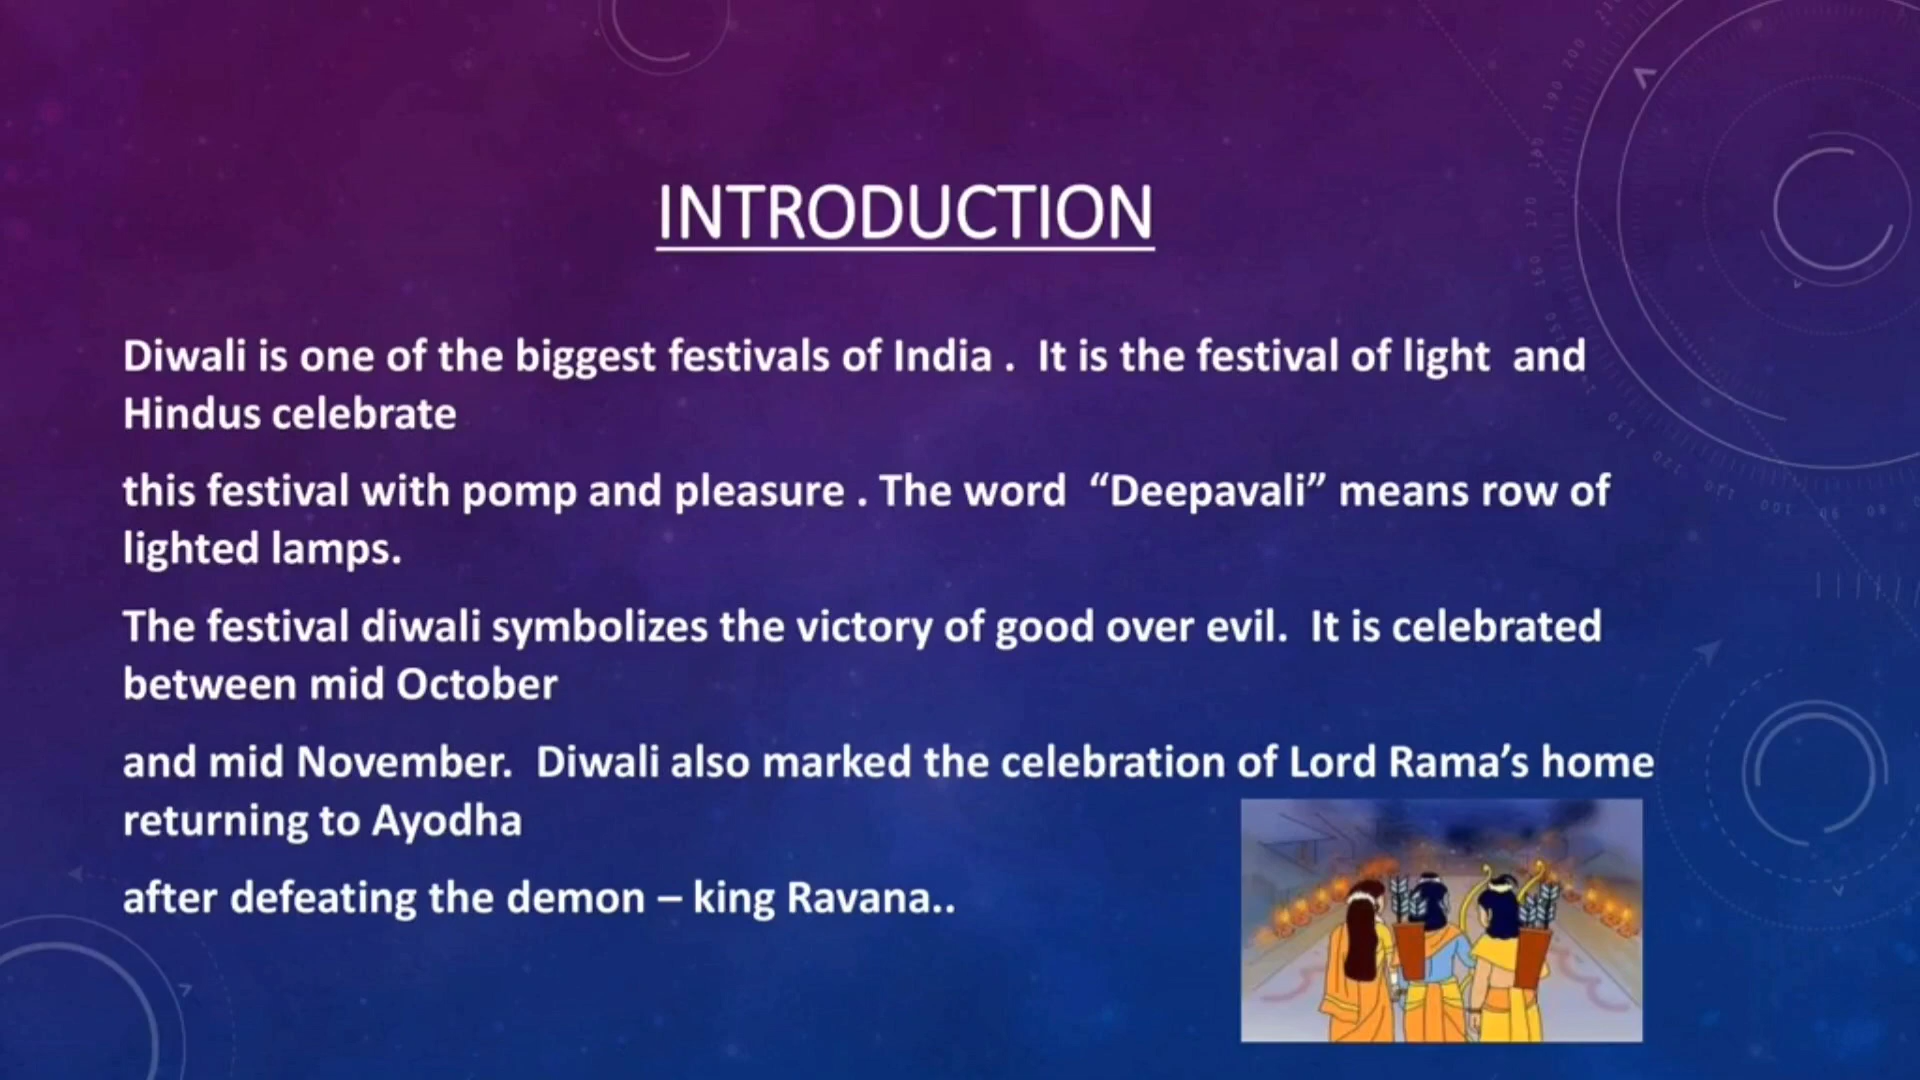 INTRODUCTION
Diwali is one of the biggest festivals of India .  It is the festival of light  and
Hindus celebrate
this festival with pomp and pleasure . The word  “Deepavali” means row of
lighted lamps.
The festival diwali symbolizes the victory of good over evil.  It is celebrated
between mid October
and mid November.  Diwali also marked the celebration of Lord Rama’s home
returning to Ayodha
after defeating the demon – king Ravana..